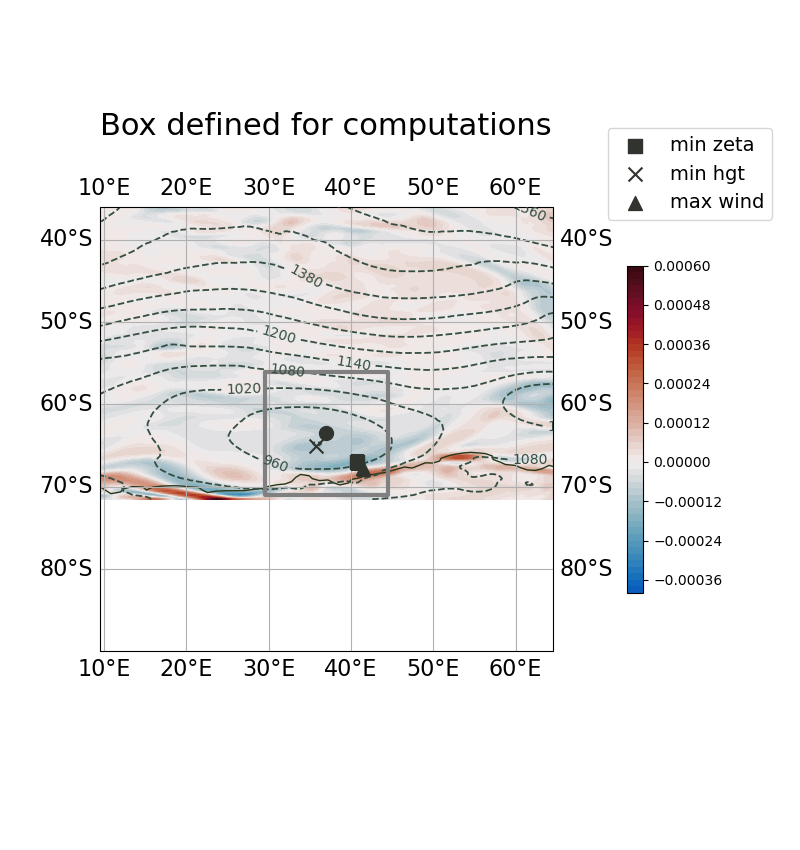 Box defined for computations
min zeta
min hgt
max wind
10°E 20°E 30°E 40°E 50°E 60°E
40°S 40°S
50°S 50°S
60°S 60°S
70°S 70°S
80°S 80°S
10°E 20°E 30°E 40°E 50°E 60°E
1380
1200
1140
1080
1020
960
1080
0.00060
0.00048
0.00036
0.00024
0.00012
0.00000
−0.00012
−0.00024
−0.00036